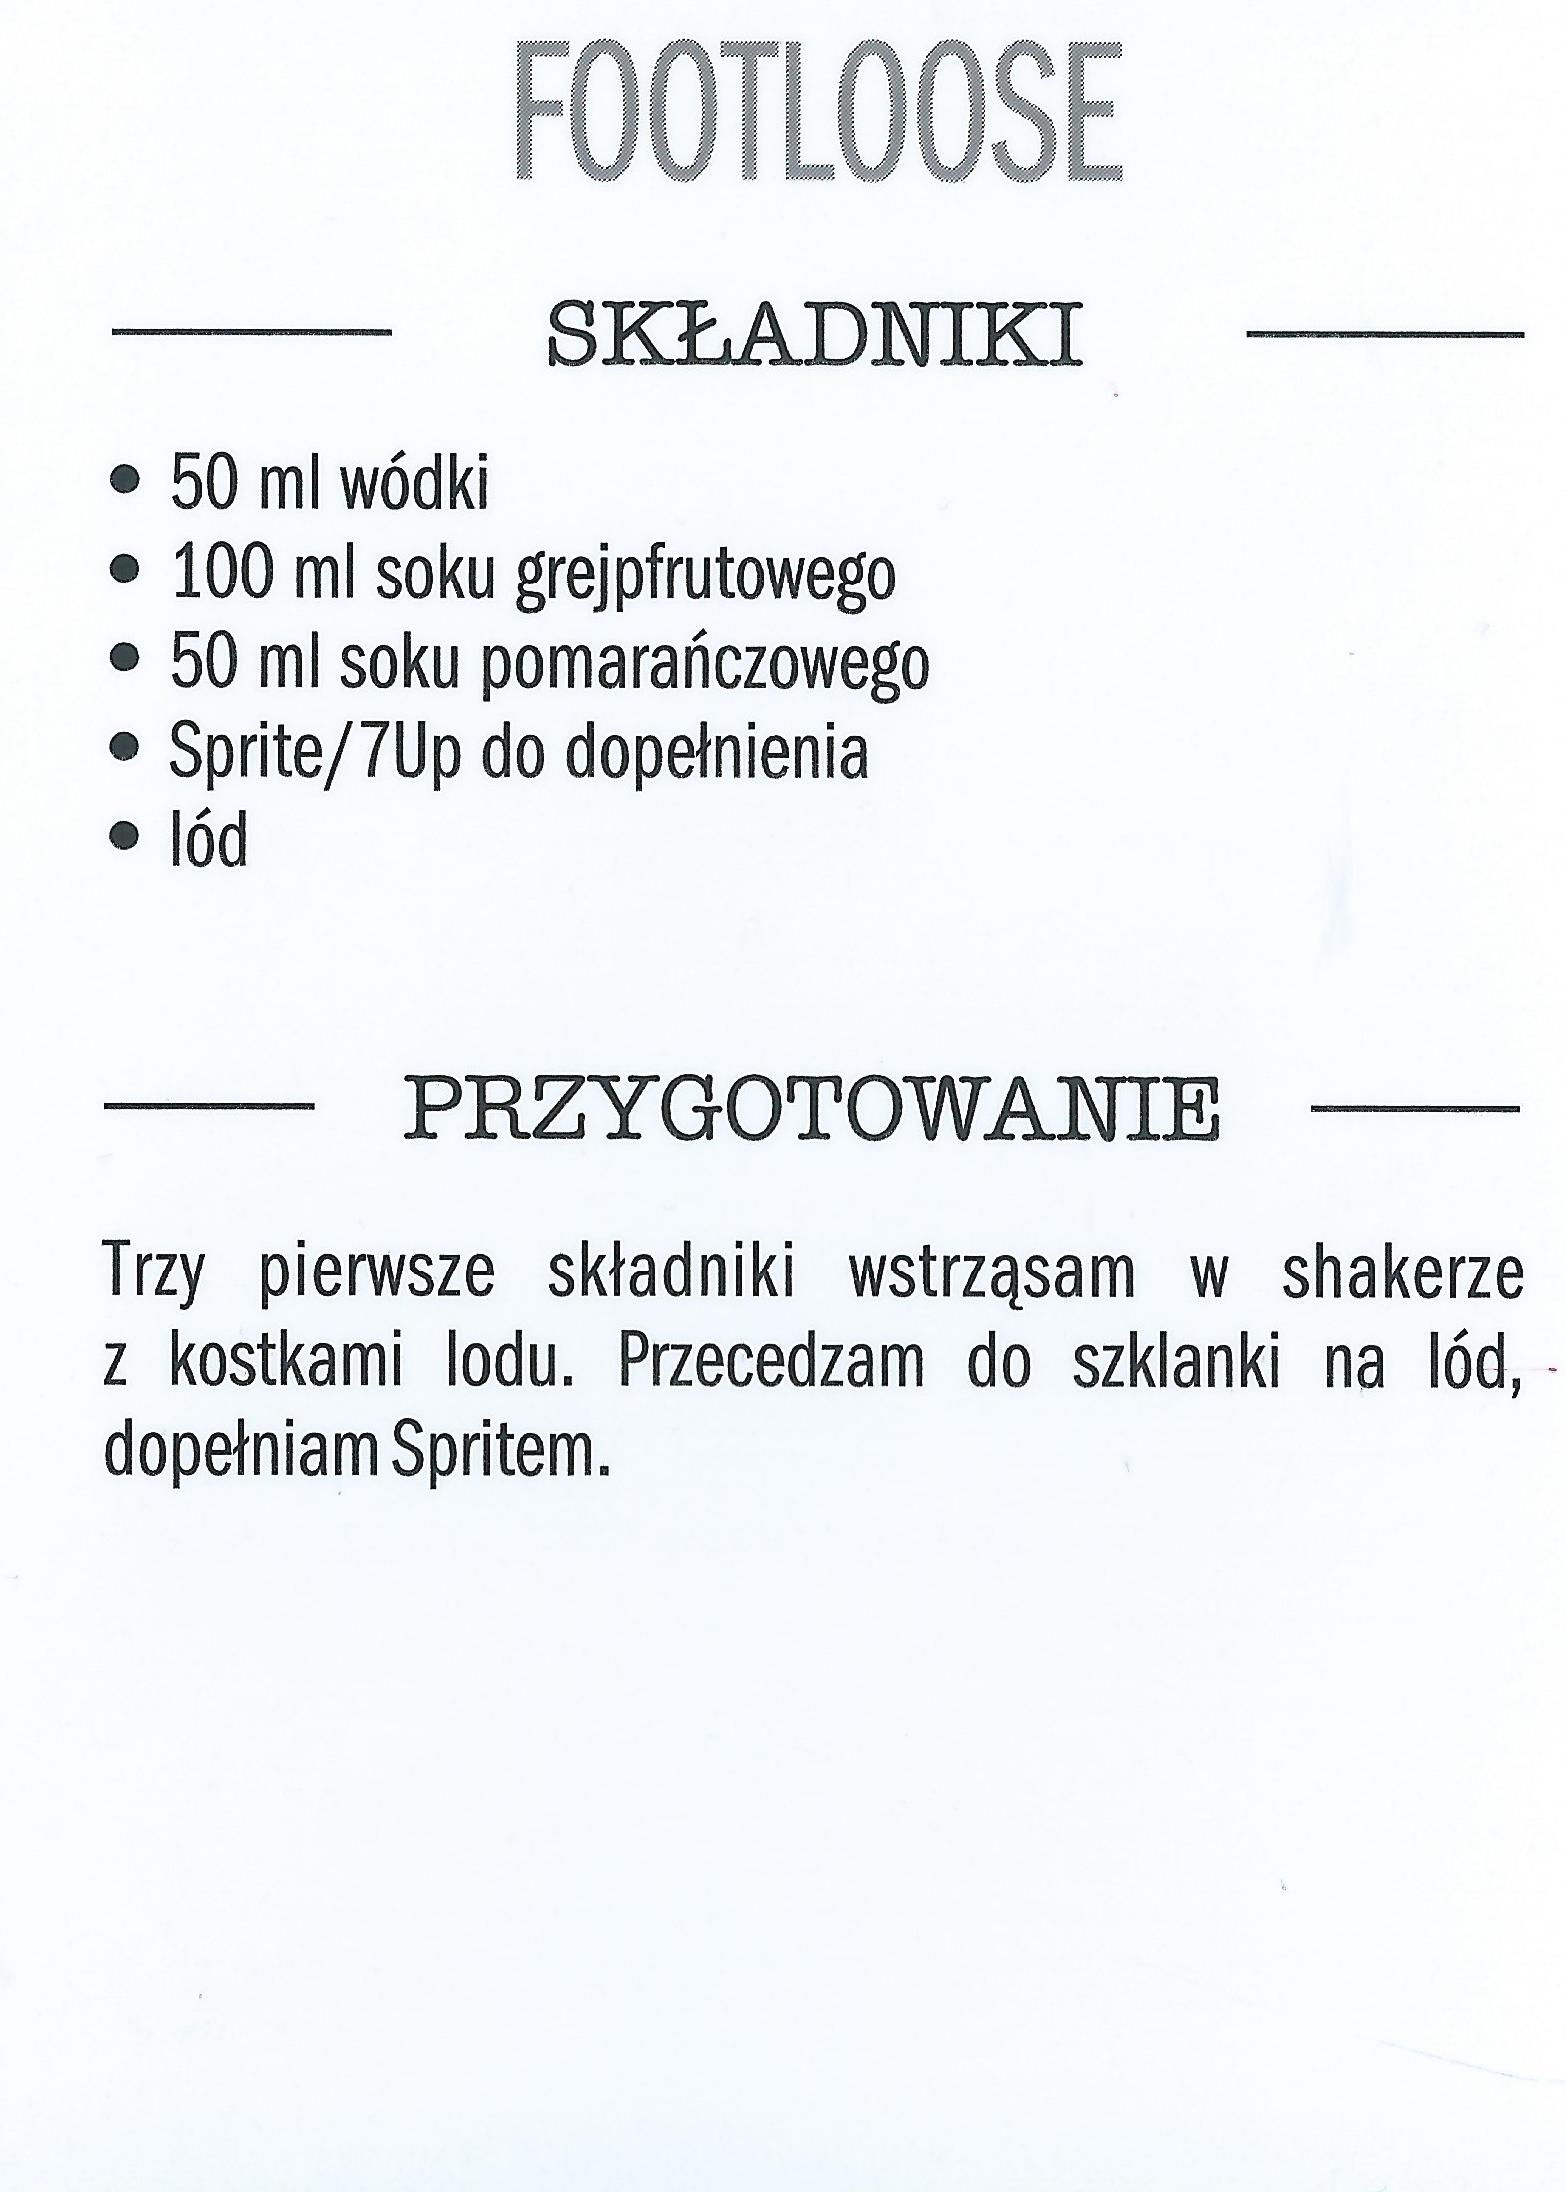 FOOTLOOSE
SKŁADNIKI
• 50 ml wódki
• 100 ml soku grejpfrutowego
• 50 ml soku pomarańczowego
• Sprite/7Up do dopełnienia
• lód
PRZYGOTOWANIE
Trzy pierwsze składniki wstrząsam w shakerze
z kostkami lodu. Przecedzam do szklanki na lód,
dopełniam Spritem.